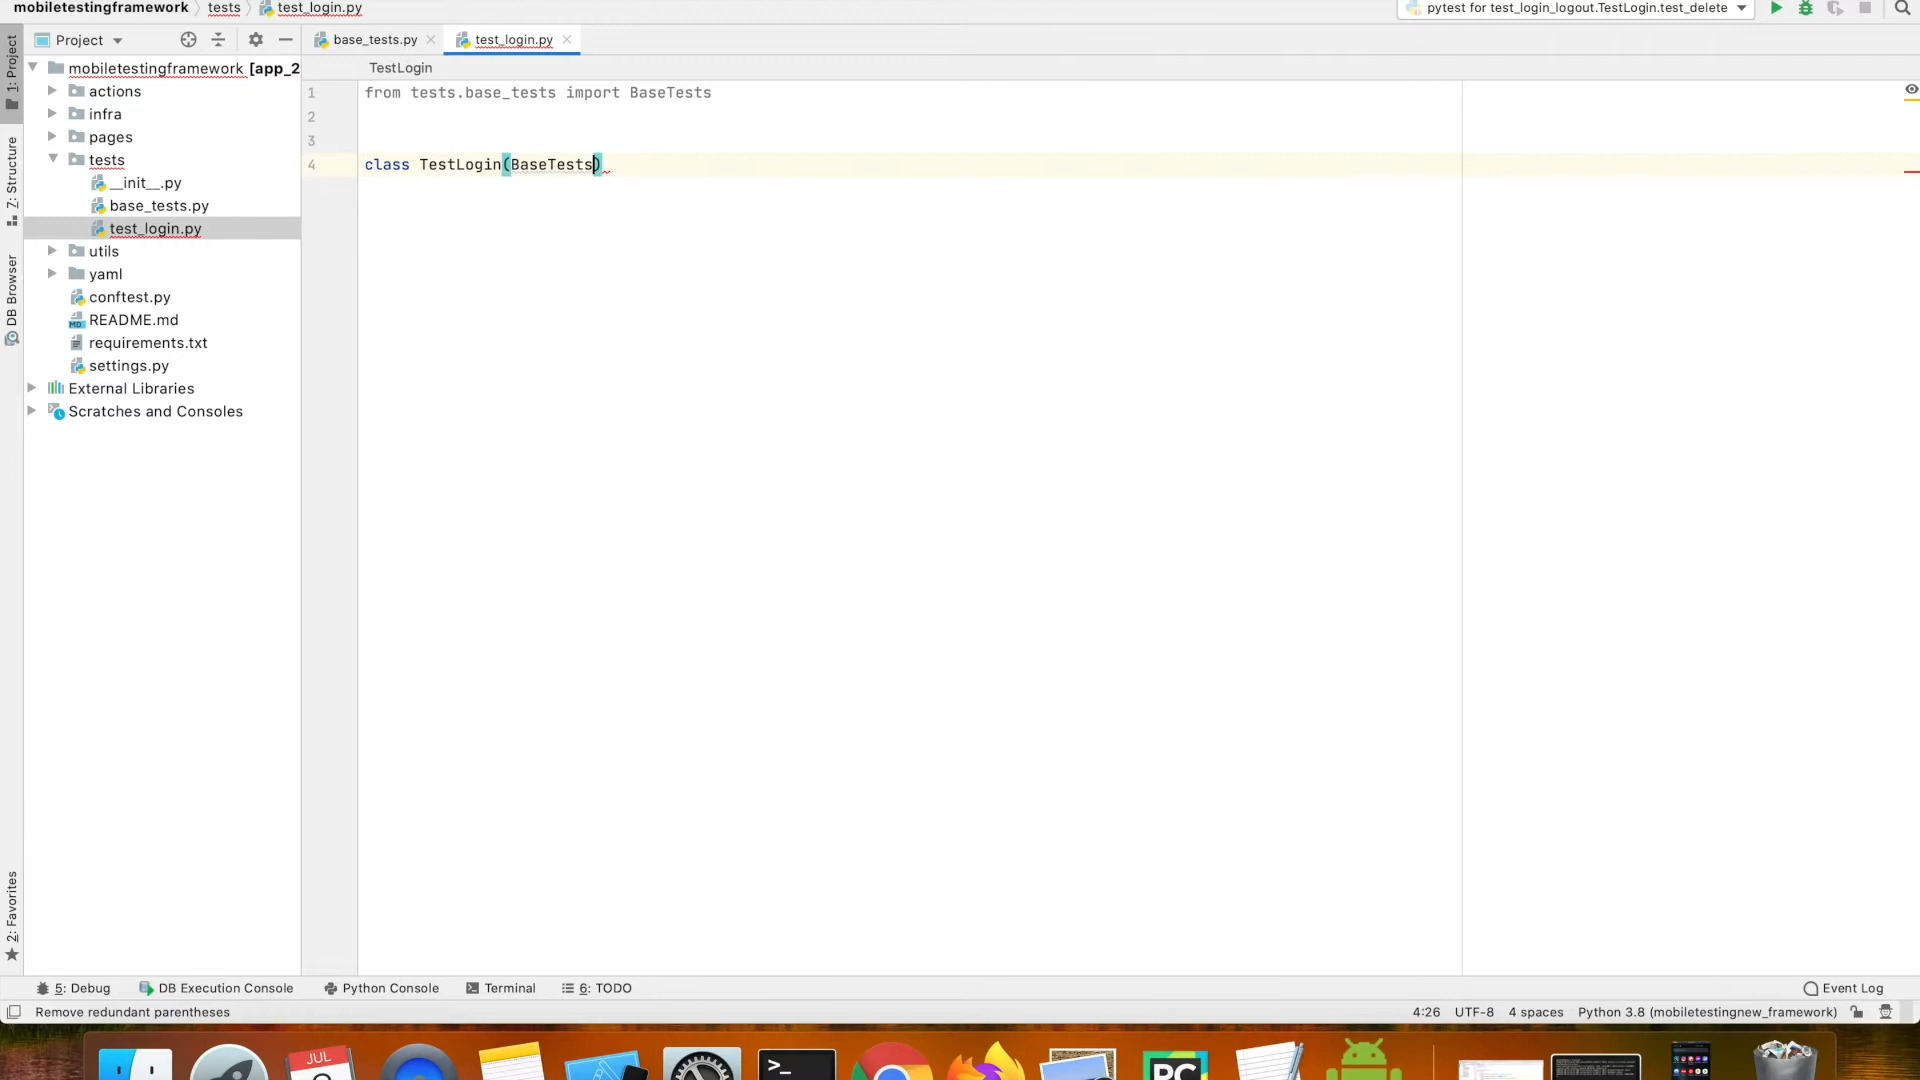 mobiletestingframework tests test_login.py
pytest for test_login_logout.TestLogin.test_delete
Project
base_tests.py
test_login.py
mobiletestingframework [app_2
TestLogin
actions
infra
pages
tests
__init__.py
base_tests.py
test_login.py
utils
yaml
conftest.py
README.md
requirements.txt
settings.py
External Libraries
Scratches and Consoles
1 from tests.base_tests import BaseTests
2
3
4 class TestLogin(BaseTests)
1: Project
Z: Structure
DB Browser
2: Favorites
5: Debug
DB Execution Console
Python Console
Terminal
6: TODO
Event Log
Remove redundant parentheses
4:26 UTF-8 4 spaces Python 3.8 (mobiletestingnew_framework)
JUL
>_
PC